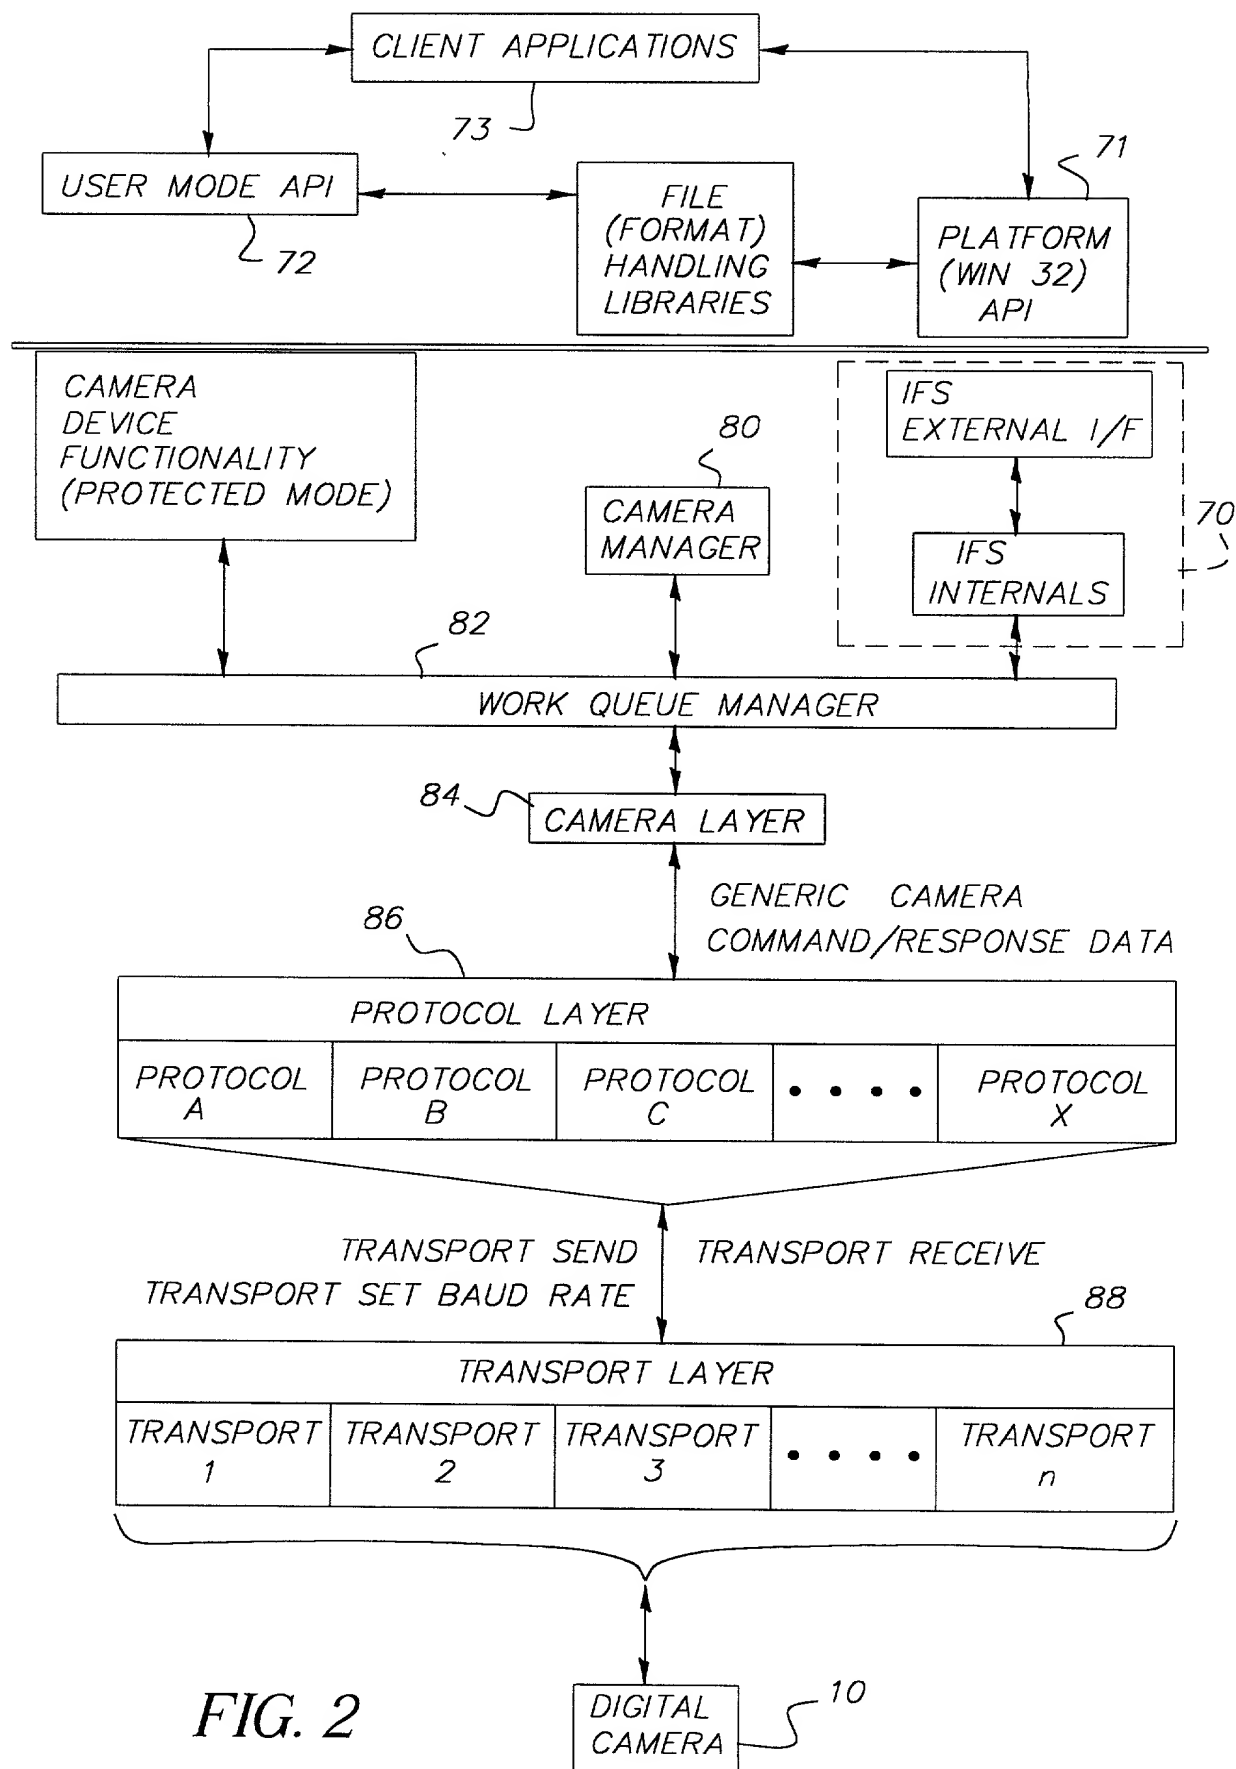 CLIENT APPLICATIONS
73
71
USER MODE API
72
FILE
(FORMAT)
HANDLING
LIBRARIES
PLATFORM
(WIN 32)
API
CAMERA
DEVICE
FUNCTIONALITY
(PROTECTED MODE)
80
CAMERA
MANAGER
IFS
EXTERNAL I/F
IFS
INTERNALS
70
82
WORK QUEUE MANAGER
84
CAMERA LAYER
GENERIC CAMERA
COMMAND/RESPONSE DATA
86
PROTOCOL LAYER
PROTOCOL
A
PROTOCOL
B
PROTOCOL
C
• • • •
PROTOCOL
X
TRANSPORT SEND
TRANSPORT SET BAUD RATE
TRANSPORT RECEIVE
88
TRANSPORT LAYER
TRANSPORT
1
TRANSPORT
2
TRANSPORT
3
• • • •
TRANSPORT
n
DIGITAL
CAMERA
10
FIG. 2